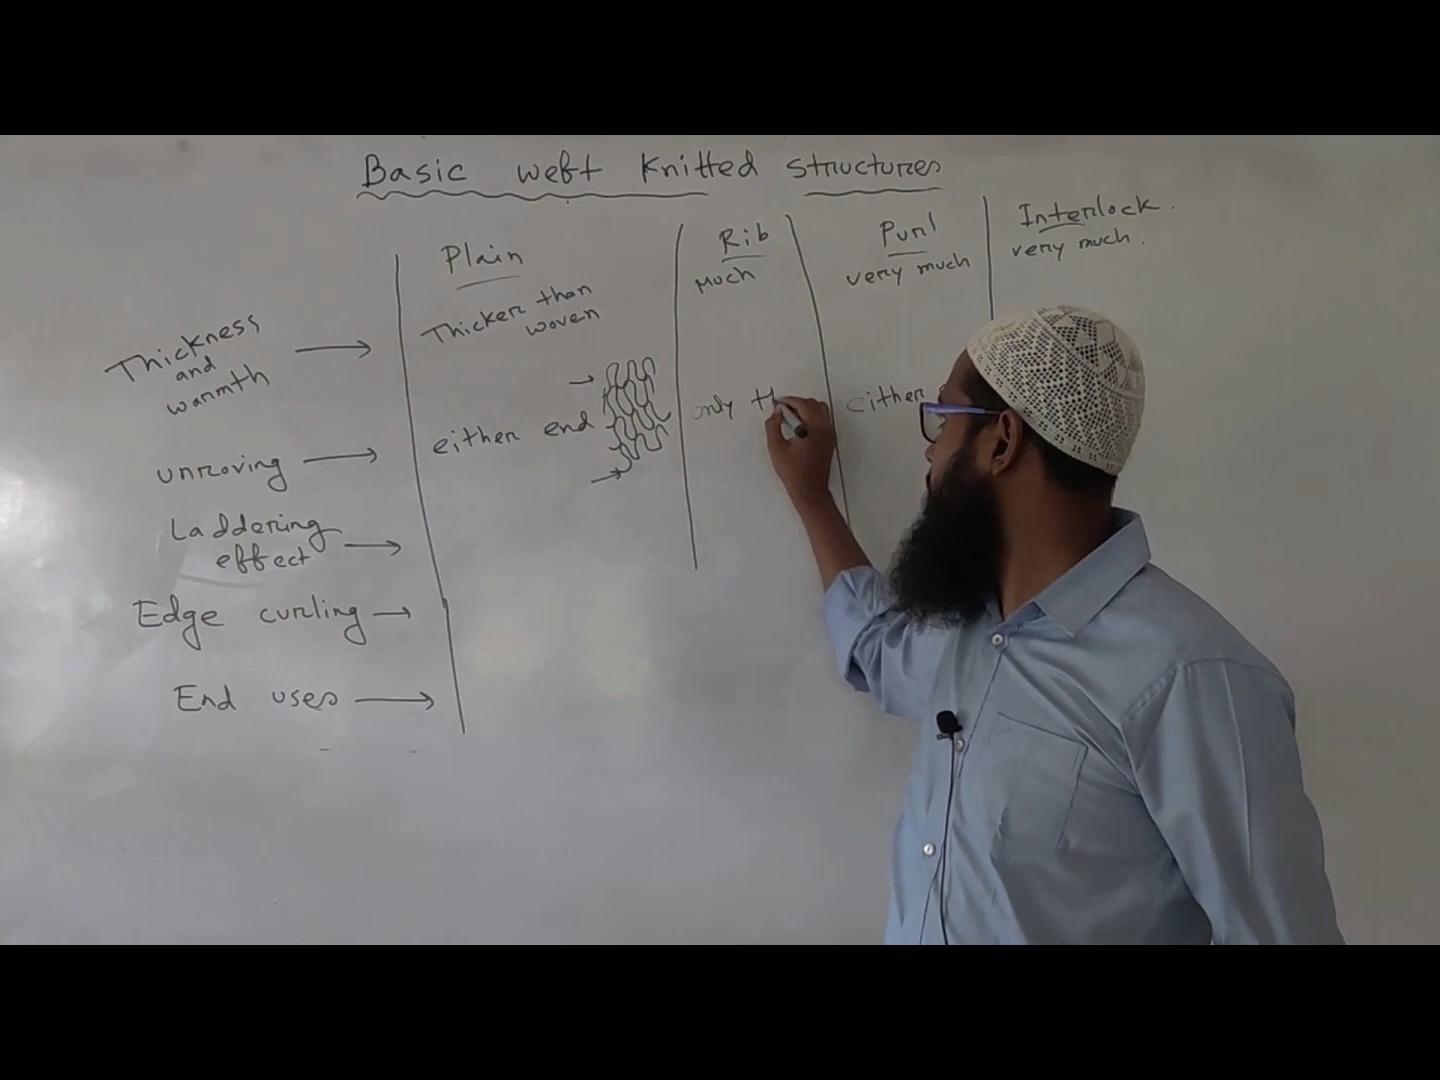 Basic weft knitted structures
Plain
Rib
Purl
Interlock.
Thickness
and
warmth
Thicker than
woven
Much
very much
very much.
unroving
either end
only
either
Laddering
effect
Edge curling
End uses